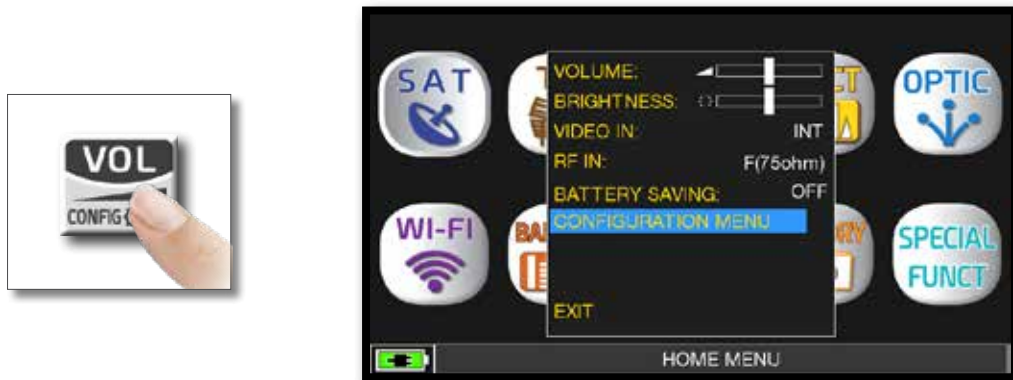 VOL
CONFIG
SAT
OPTIC
VOLUME:
BRIGHTNESS:
VIDEO IN: INT
RF IN: F(75ohm)
BATTERY SAVING: OFF
CONFIGURATION MENU
EXIT
WI-FI
SPECIAL
FUNCT
HOME MENU